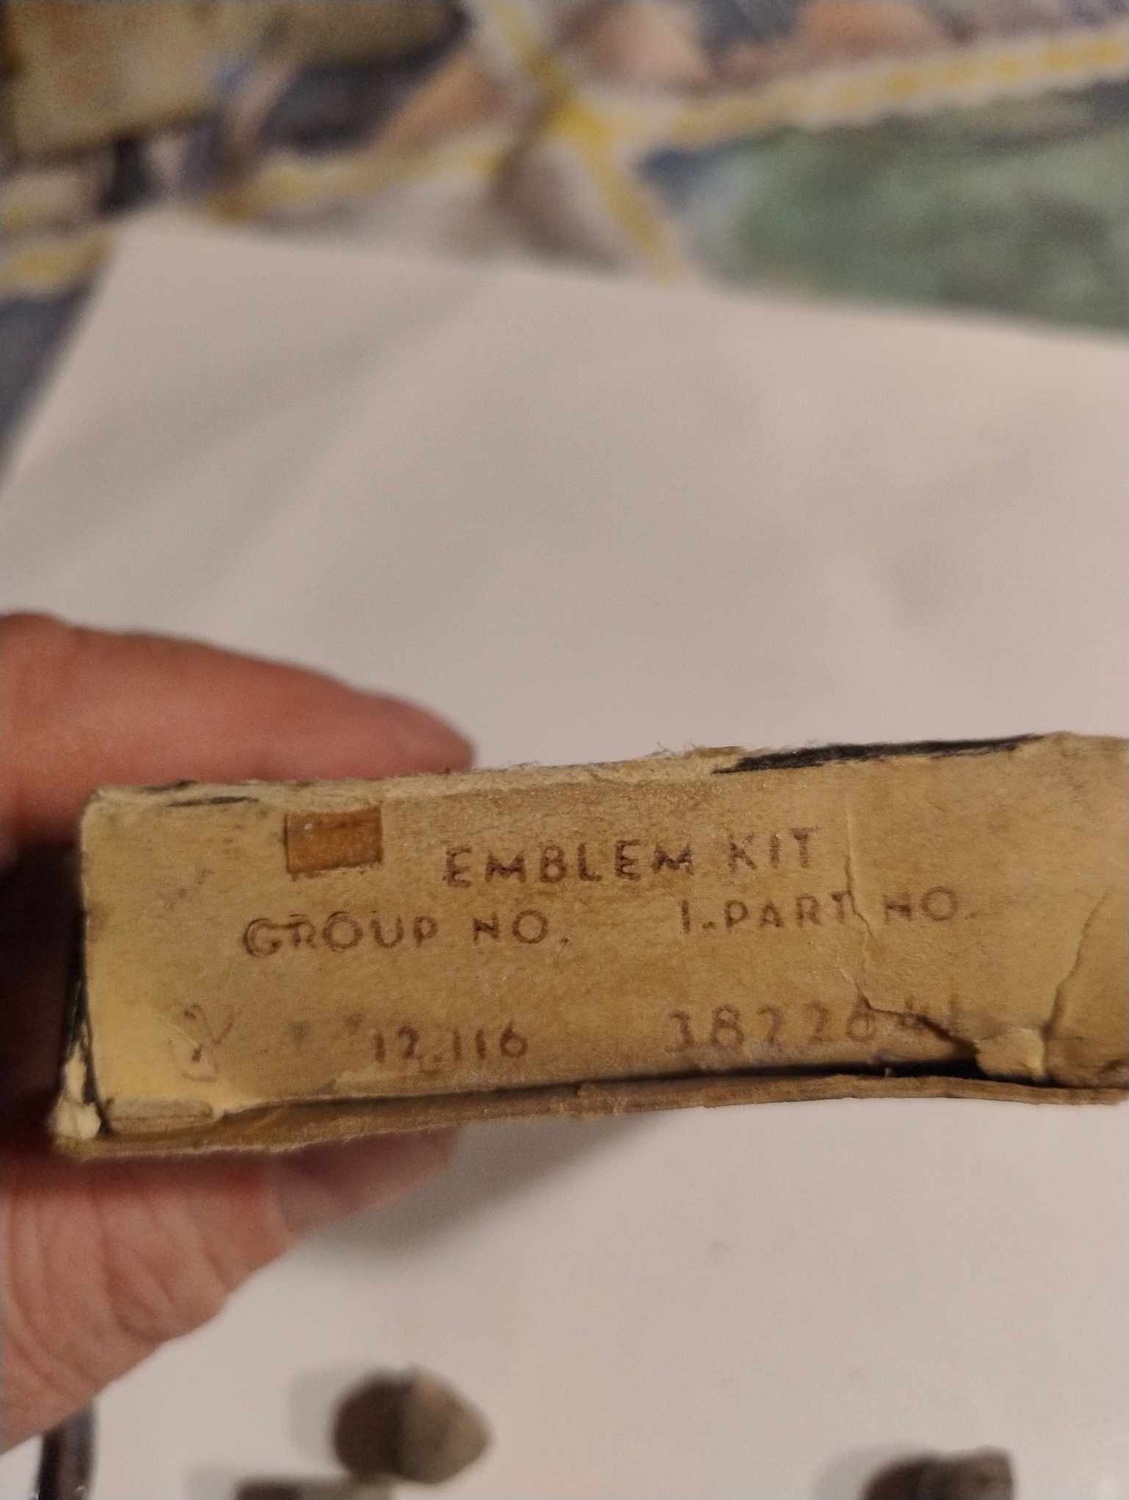 EMBLEM KIT
GROUP NO. 1-PART NO.
12.116